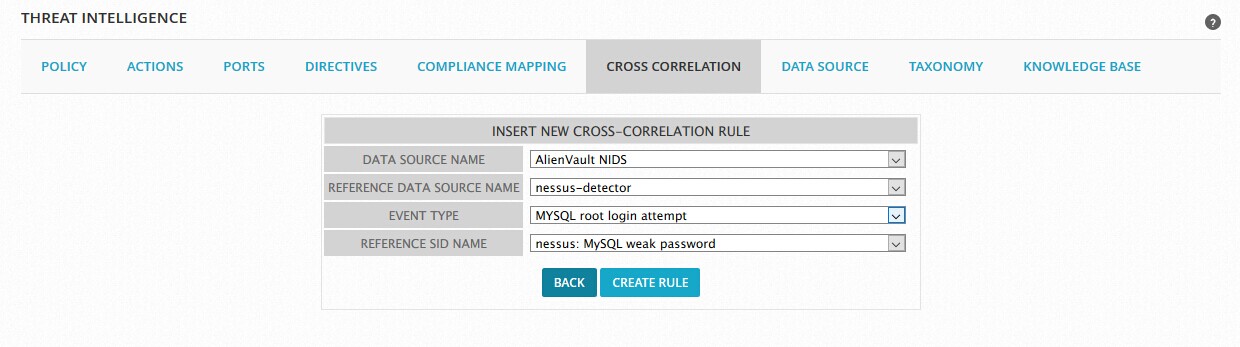 THREAT INTELLIGENCE
?
POLICY ACTIONS PORTS DIRECTIVES COMPLIANCE MAPPING CROSS CORRELATION DATA SOURCE TAXONOMY KNOWLEDGE BASE
INSERT NEW CROSS-CORRELATION RULE
DATA SOURCE NAME AlienVault NIDS
REFERENCE DATA SOURCE NAME nessus-detector
EVENT TYPE MYSQL root login attempt
REFERENCE SID NAME nessus: MySQL weak password
BACK CREATE RULE